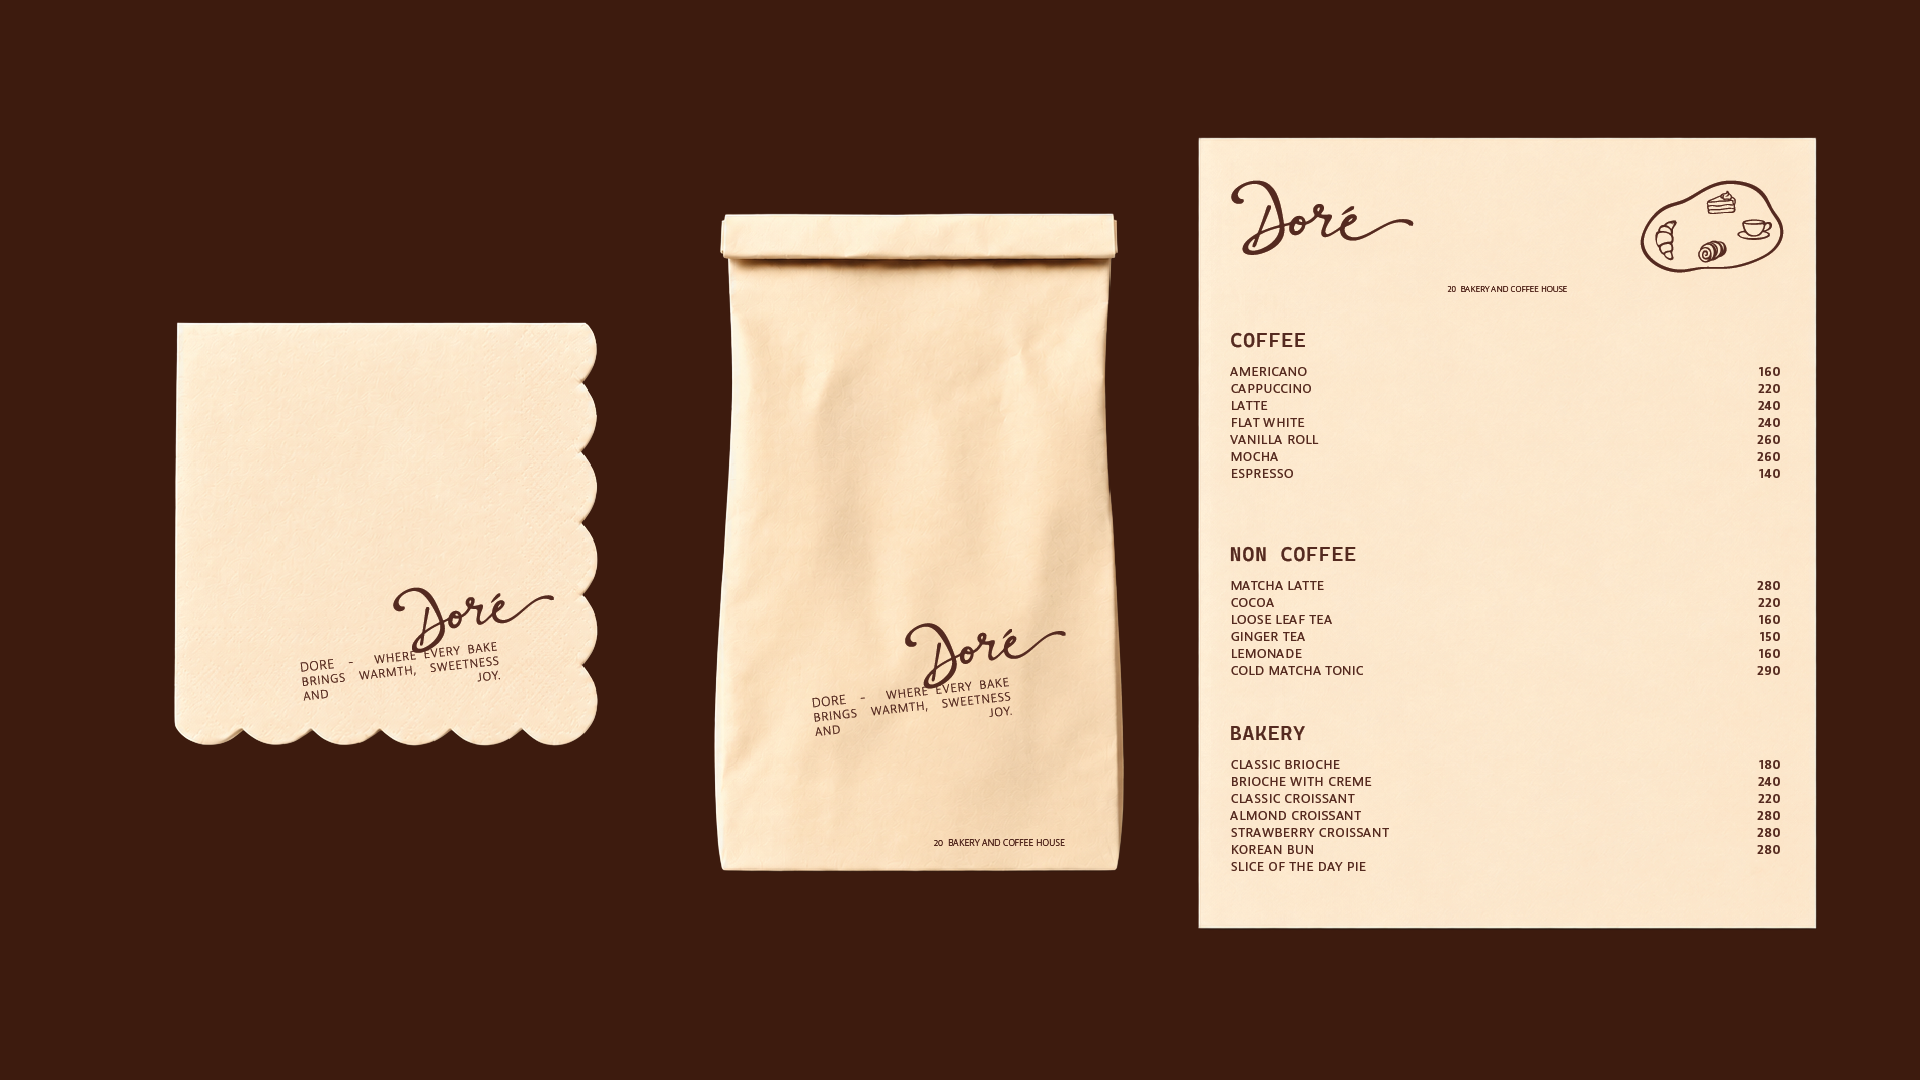 Doré
DORE - WHERE EVERY BAKE
BRINGS WARMTH, SWEETNESS
AND JOY.
Doré
DORE - WHERE EVERY BAKE
BRINGS WARMTH, SWEETNESS
AND JOY.
20 BAKERY AND COFFEE HOUSE
Doré
20 BAKERY AND COFFEE HOUSE
COFFEE
AMERICANO 160
CAPPUCCINO 220
LATTE 240
FLAT WHITE 240
VANILLA ROLL 260
MOCHA 260
ESPRESSO 140
NON COFFEE
MATCHA LATTE 280
COCOA 220
LOOSE LEAF TEA 160
GINGER TEA 150
LEMONADE 160
COLD MATCHA TONIC 290
BAKERY
CLASSIC BRIOCHE 180
BRIOCHE WITH CREME 240
CLASSIC CROISSANT 220
ALMOND CROISSANT 280
STRAWBERRY CROISSANT 280
KOREAN BUN 280
SLICE OF THE DAY PIE